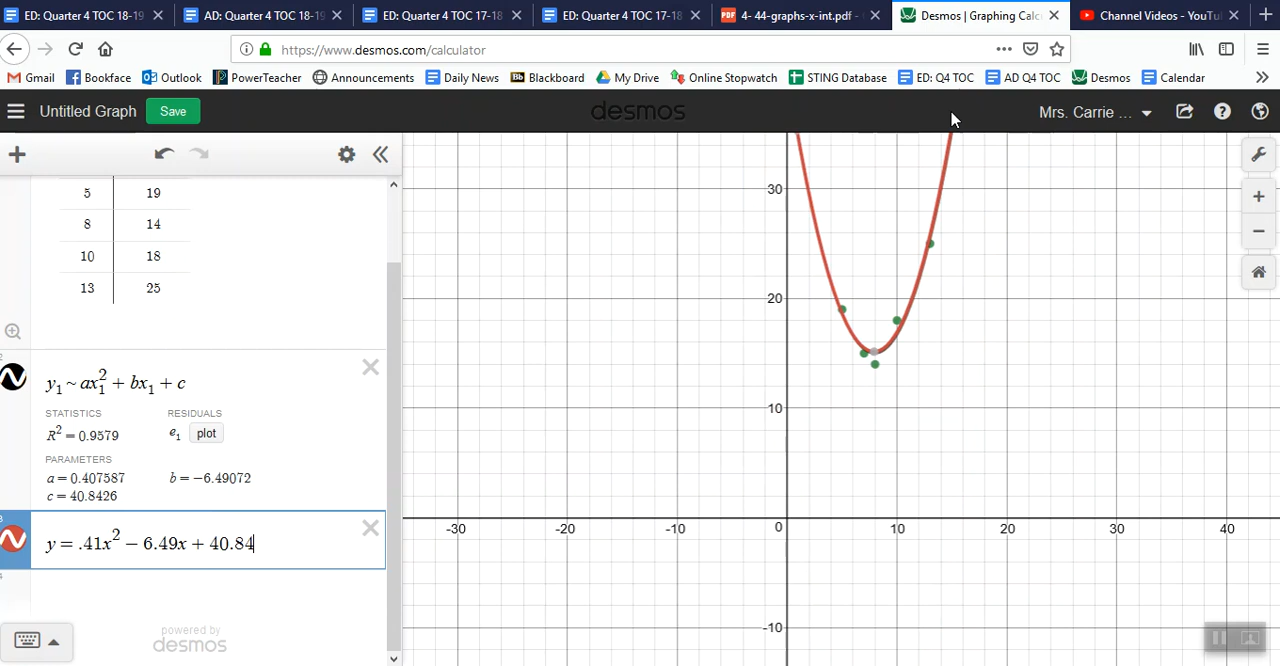 ED: Quarter 4 TOC 18-19 AD: Quarter 4 TOC 18-19 ED: Quarter 4 TOC 17-18 ED: Quarter 4 TOC 17-18 4- 44-graphs-x-int.pdf - Desmos | Graphing Calc Channel Videos - YouTu
https://www.desmos.com/calculator
Gmail Bookface Outlook PowerTeacher Announcements Daily News Bb Blackboard My Drive Online Stopwatch STING Database ED: Q4 TOC AD Q4 TOC Desmos Calendar
Untitled Graph Save desmos Mrs. Carrie ...
5 19
8 14
10 18
13 25
2
y₁ ~ ax₁² + bx₁ + c
STATISTICS RESIDUALS
R² = 0.9579 e₁ plot
PARAMETERS
a = 0.407587 b = −6.49072
c = 40.8426
3
y = .41x² − 6.49x + 40.84
4
powered by
desmos
30
20
10
-30 -20 -10 0 10 20 30 40
-10